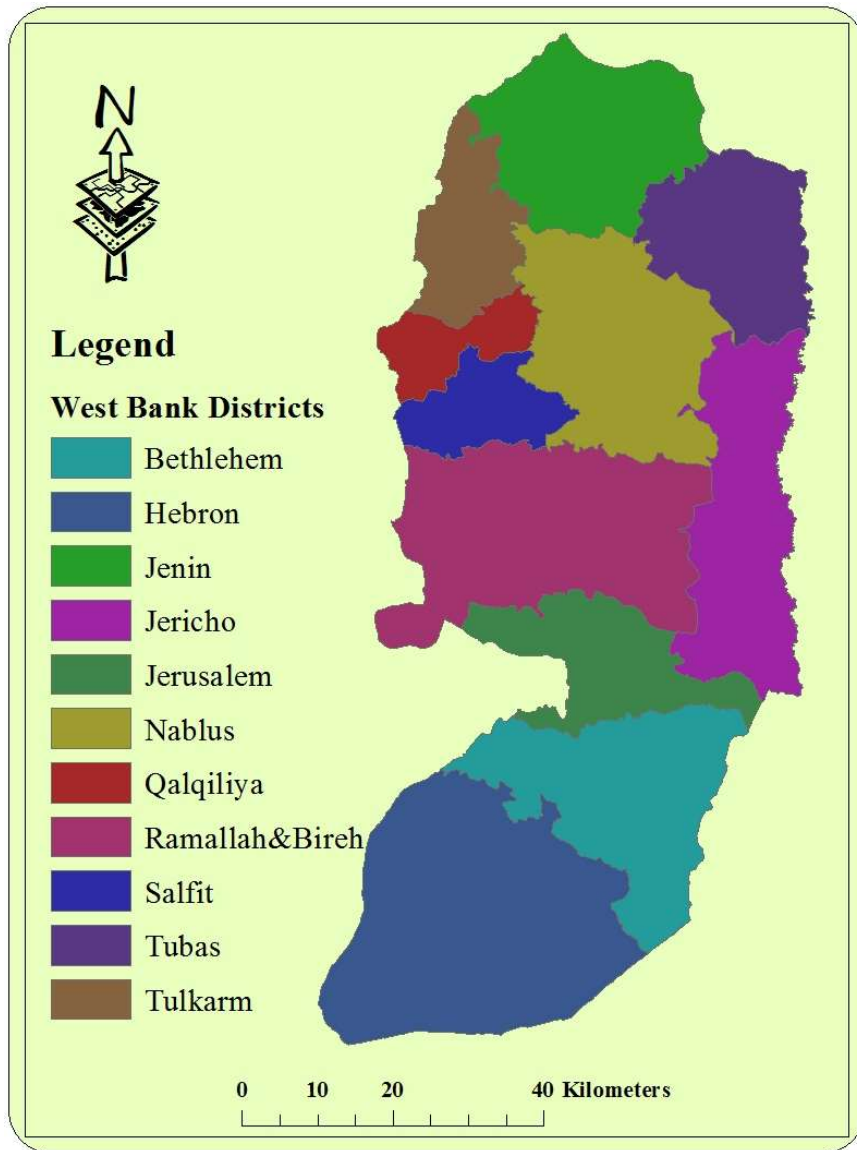 N
Legend
West Bank Districts
Bethlehem
Hebron
Jenin
Jericho
Jerusalem
Nablus
Qalqiliya
Ramallah&Bireh
Salfit
Tubas
Tulkarm
0 10 20 40 Kilometers